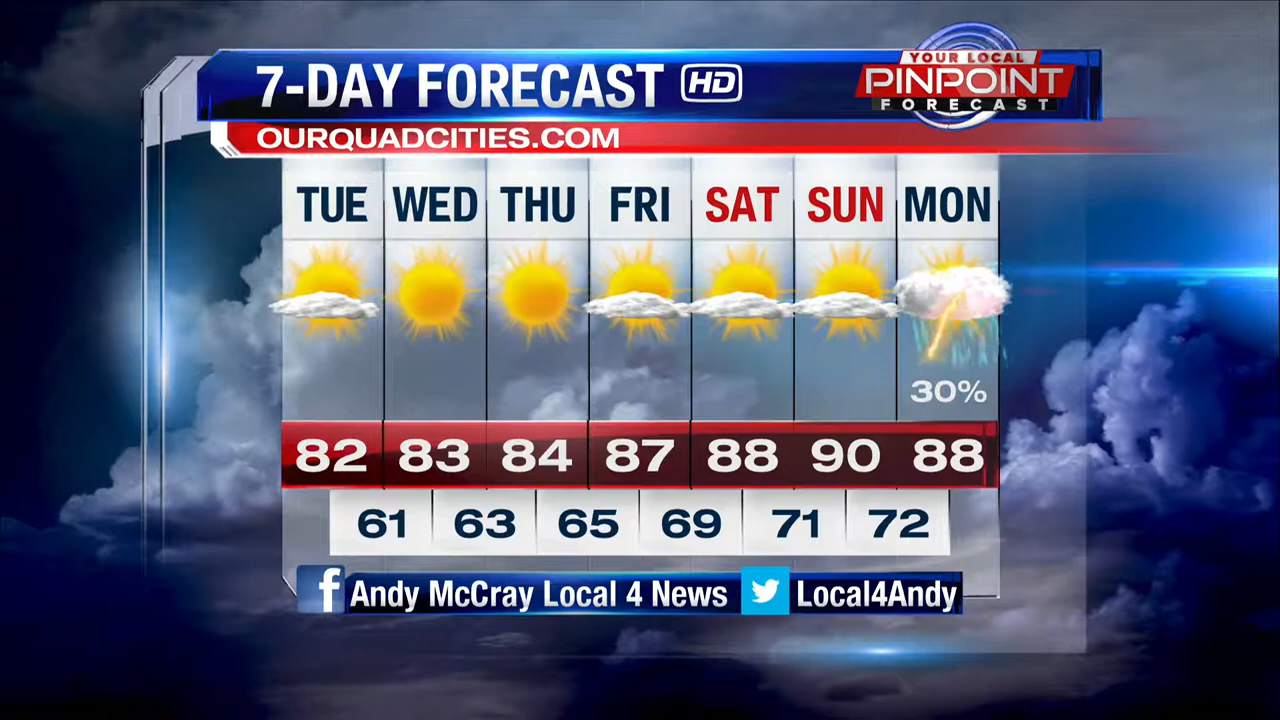 7-DAY FORECAST HD
YOUR LOCAL
PINPOINT
FORECAST
OURQUADCITIES.COM
TUE WED THU FRI SAT SUN MON
30%
82 83 84 87 88 90 88
61 63 65 69 71 72
f Andy McCray Local 4 News Local4Andy